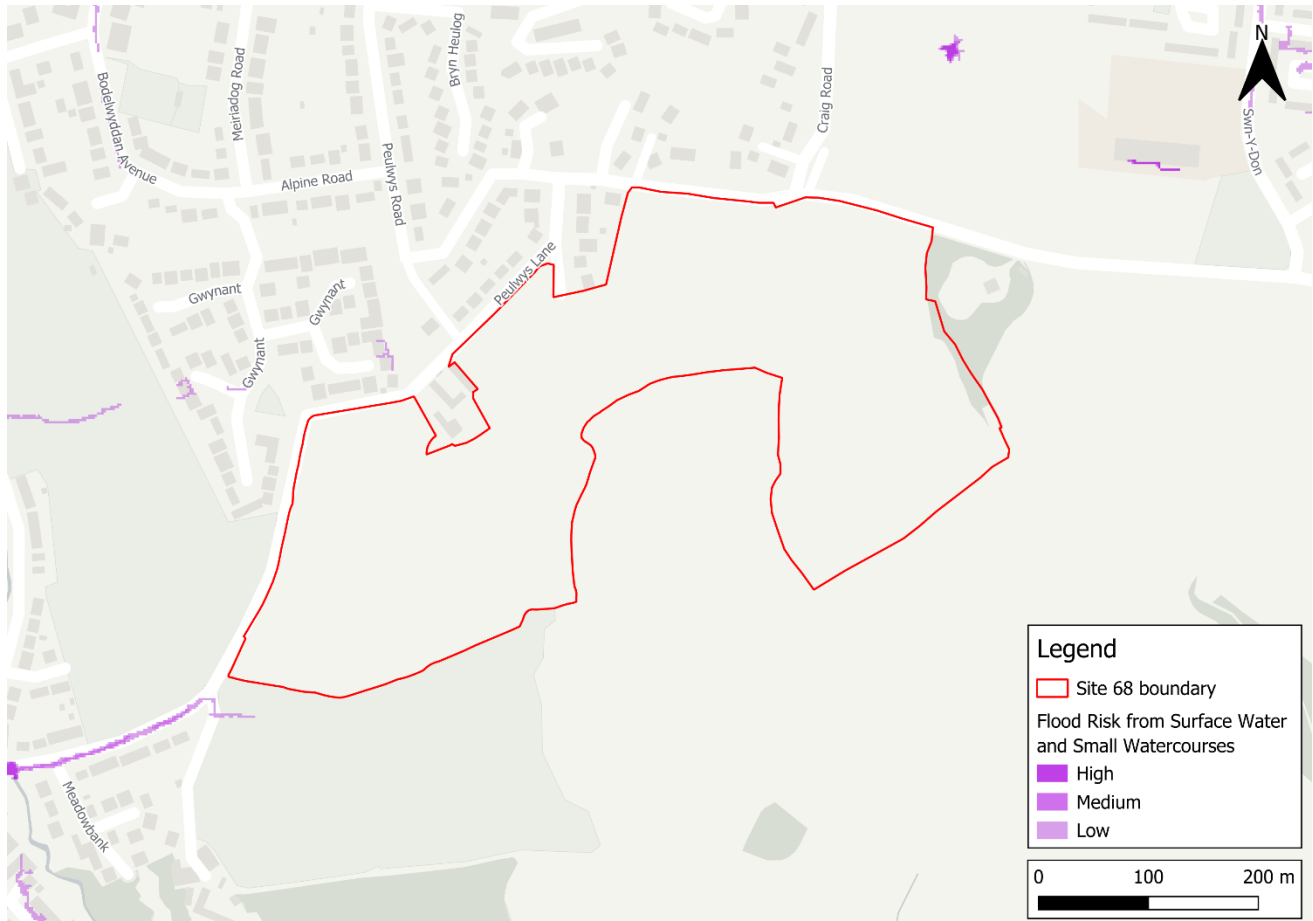 N
Bodelwyddan Avenue
Meiriadog Road
Bryn Heulog
Craig Road
Swn-Y-Don
Alpine Road
Peulwys Road
Peulwys Lane
Gwynant
Gwynant
Gwynant
Meadowbank
Legend
Site 68 boundary
Flood Risk from Surface Water
and Small Watercourses
High
Medium
Low
0 100 200 m